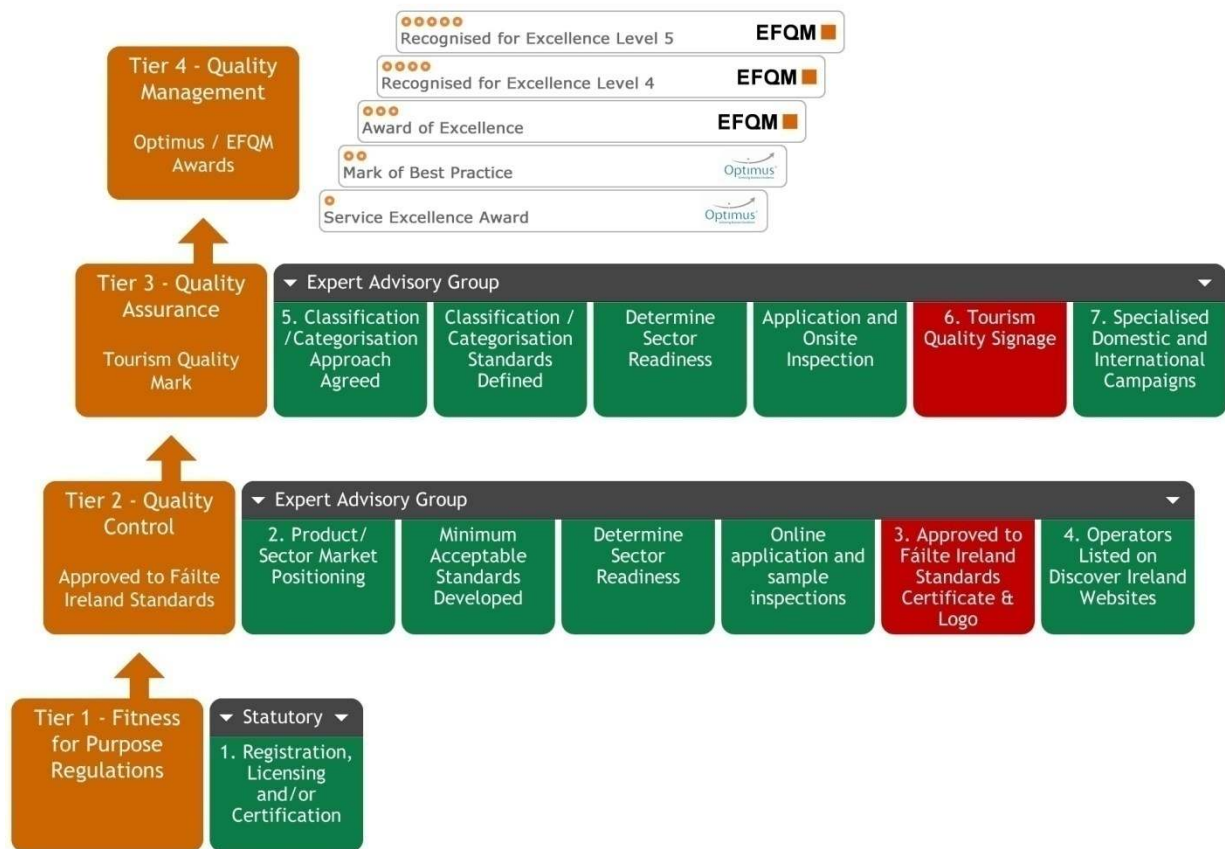 Recognised for Excellence Level 5
EFQM
Recognised for Excellence Level 4
EFQM
Award of Excellence
EFQM
Mark of Best Practice
Optimus
Service Excellence Award
Optimus
Tier 4 - Quality
Management
Optimus / EFQM
Awards
Tier 3 - Quality
Assurance
Tourism Quality
Mark
Expert Advisory Group
5. Classification
/Categorisation
Approach
Agreed
Classification /
Categorisation
Standards
Defined
Determine
Sector
Readiness
Application and
Onsite
Inspection
6. Tourism
Quality Signage
7. Specialised
Domestic and
International
Campaigns
Tier 2 - Quality
Control
Approved to Fáilte
Ireland Standards
Expert Advisory Group
2. Product/
Sector Market
Positioning
Minimum
Acceptable
Standards
Developed
Determine
Sector
Readiness
Online
application and
sample
inspections
3. Approved to
Fáilte Ireland
Standards
Certificate &
Logo
4. Operators
Listed on
Discover Ireland
Websites
Tier 1 - Fitness
for Purpose
Regulations
Statutory
1. Registration,
Licensing
and/or
Certification